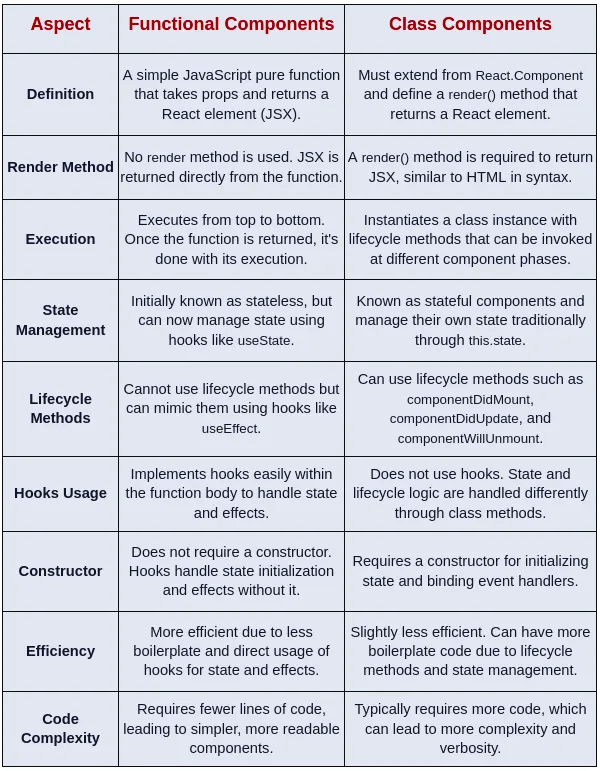 Aspect
Functional Components
Class Components
Definition
A simple JavaScript pure function
that takes props and returns a
React element (JSX).
Must extend from React.Component
and define a render() method that
returns a React element.
Render Method
No render method is used. JSX is
returned directly from the function.
A render() method is required to return
JSX, similar to HTML in syntax.
Execution
Executes from top to bottom.
Once the function is returned, it's
done with its execution.
Instantiates a class instance with
lifecycle methods that can be invoked
at different component phases.
State
Management
Initially known as stateless, but
can now manage state using
hooks like useState.
Known as stateful components and
manage their own state traditionally
through this.state.
Lifecycle
Methods
Cannot use lifecycle methods but
can mimic them using hooks like
useEffect.
Can use lifecycle methods such as
componentDidMount,
componentDidUpdate, and
componentWillUnmount.
Hooks Usage
Implements hooks easily within
the function body to handle state
and effects.
Does not use hooks. State and
lifecycle logic are handled differently
through class methods.
Constructor
Does not require a constructor.
Hooks handle state initialization
and effects without it.
Requires a constructor for initializing
state and binding event handlers.
Efficiency
More efficient due to less
boilerplate and direct usage of
hooks for state and effects.
Slightly less efficient. Can have more
boilerplate code due to lifecycle
methods and state management.
Code
Complexity
Requires fewer lines of code,
leading to simpler, more readable
components.
Typically requires more code, which
can lead to more complexity and
verbosity.